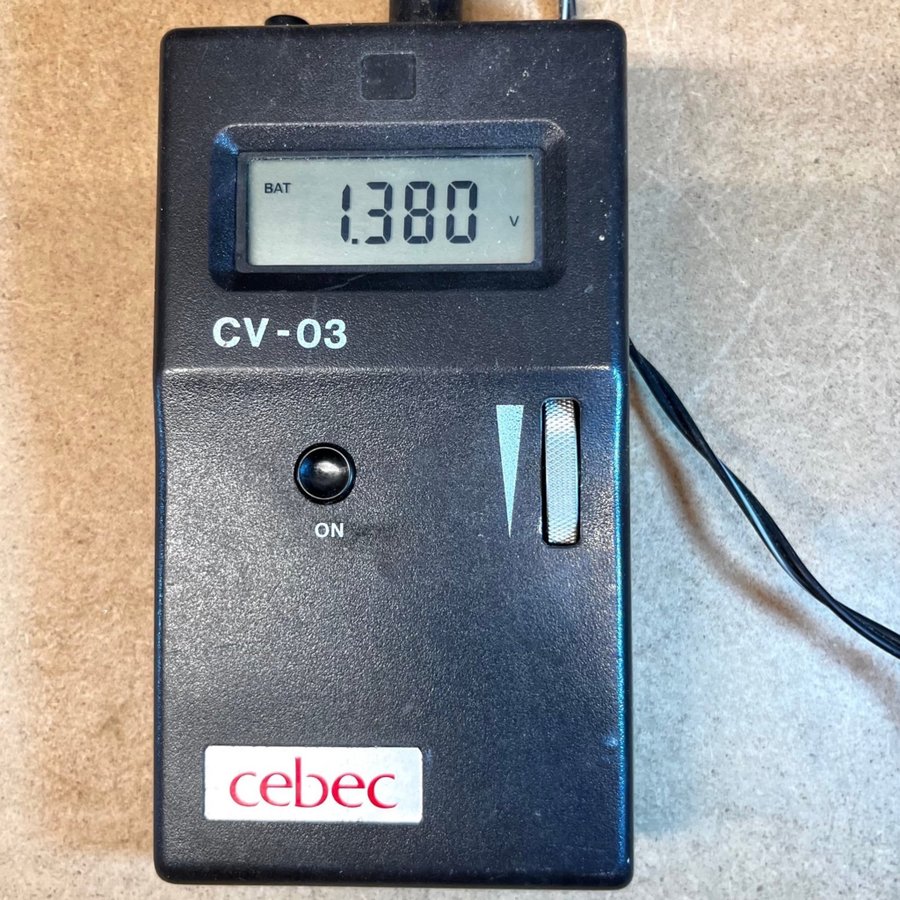 BAT 1.380 V
CV-03
ON
cebec